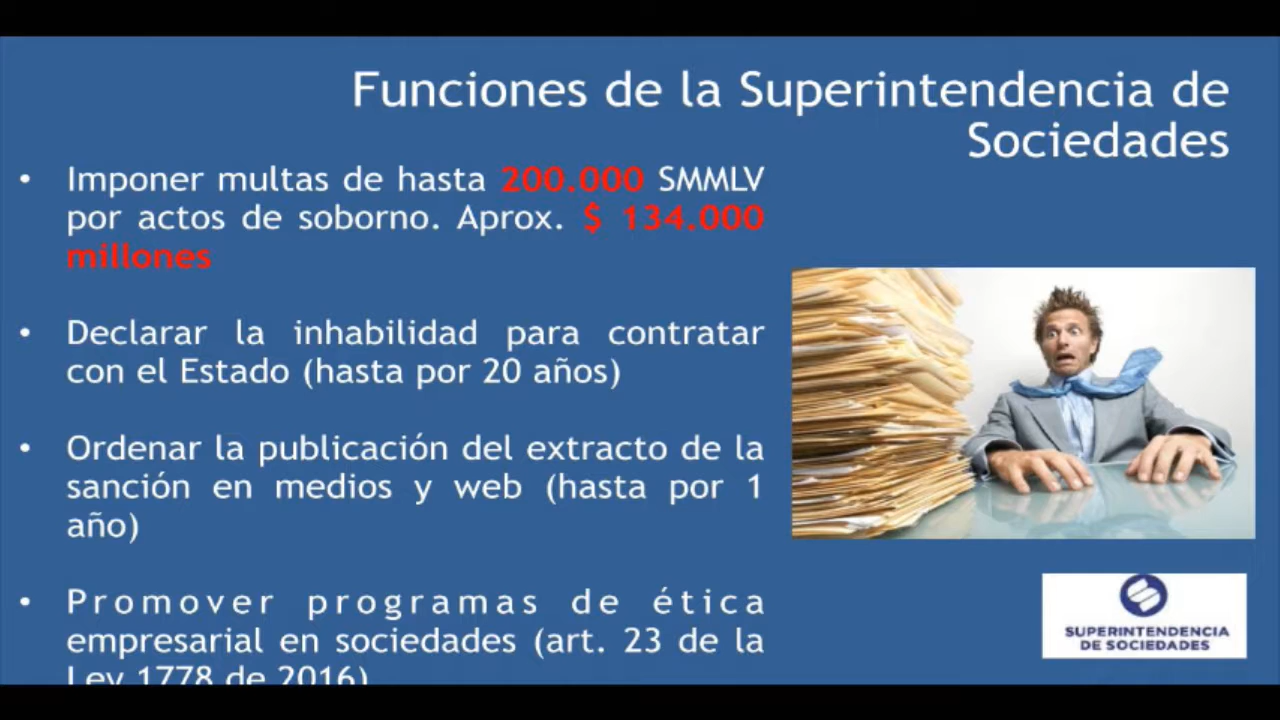 Funciones de la Superintendencia de
Sociedades
• Imponer multas de hasta 200.000 SMMLV
por actos de soborno. Aprox. $ 134.000
millones
• Declarar la inhabilidad para contratar
con el Estado (hasta por 20 años)
• Ordenar la publicación del extracto de la
sanción en medios y web (hasta por 1
año)
• Promover programas de ética
empresarial en sociedades (art. 23 de la
Ley 1778 de 2016)
SUPERINTENDENCIA
DE SOCIEDADES